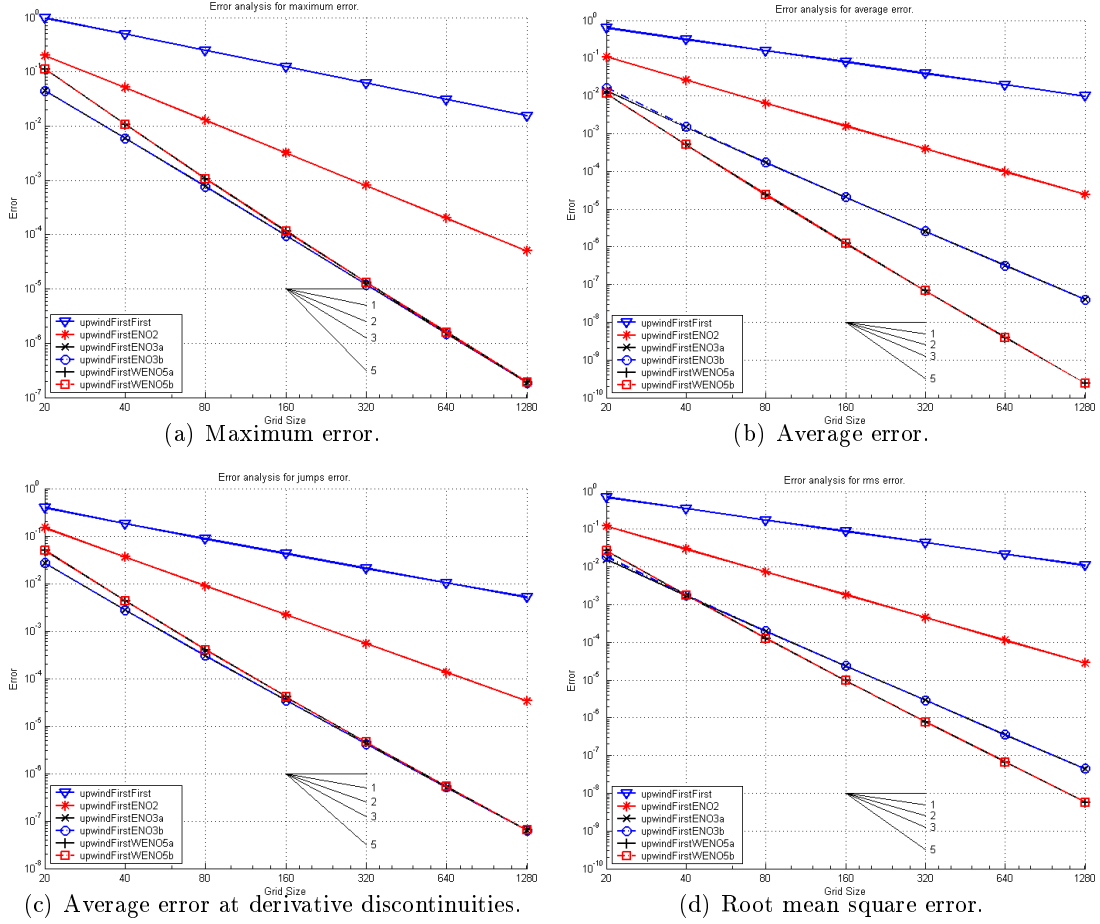 Error analysis for maximum error.
10^0
10^-1
10^-2
10^-3
10^-4
10^-5
10^-6
10^-7
Error
1
2
3
5
upwindFirstFirst
upwindFirstENO2
upwindFirstENO3a
upwindFirstENO3b
upwindFirstWENO5a
upwindFirstWENO5b
20 40 80 160 320 640 1280
Grid Size
(a) Maximum error.
Error analysis for average error.
10^0
10^-1
10^-2
10^-3
10^-4
10^-5
10^-6
10^-7
10^-8
10^-9
10^-10
Error
1
2
3
5
upwindFirstFirst
upwindFirstENO2
upwindFirstENO3a
upwindFirstENO3b
upwindFirstWENO5a
upwindFirstWENO5b
20 40 80 160 320 640 1280
Grid Size
(b) Average error.
Error analysis for jumps error.
10^0
10^-1
10^-2
10^-3
10^-4
10^-5
10^-6
10^-7
10^-8
Error
1
2
3
5
upwindFirstFirst
upwindFirstENO2
upwindFirstENO3a
upwindFirstENO3b
upwindFirstWENO5a
upwindFirstWENO5b
20 40 80 160 320 640 1280
Grid Size
(c) Average error at derivative discontinuities.
Error analysis for rms error.
10^0
10^-1
10^-2
10^-3
10^-4
10^-5
10^-6
10^-7
10^-8
10^-9
10^-10
Error
1
2
3
5
upwindFirstFirst
upwindFirstENO2
upwindFirstENO3a
upwindFirstENO3b
upwindFirstWENO5a
upwindFirstWENO5b
20 40 80 160 320 640 1280
Grid Size
(d) Root mean square error.